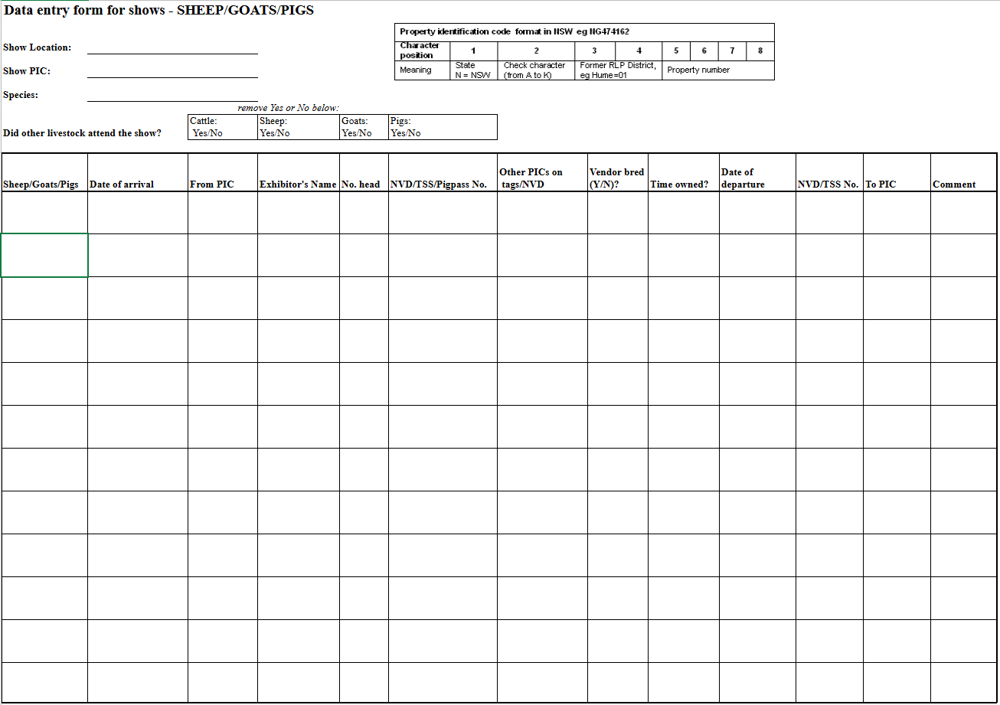 Data entry form for shows - SHEEP/GOATS/PIGS
Property identification code format in NSW eg NG474162
Character
position
1
2
3
4
5
6
7
8
Meaning
State
N = NSW
Check character
(from A to K)
Former RLP District,
eg Hume=01
Property number
Show Location:
Show PIC:
Species:
remove Yes or No below:
Did other livestock attend the show?
Cattle:
Yes/No
Sheep:
Yes/No
Goats:
Yes/No
Pigs:
Yes/No
Sheep/Goats/Pigs
Date of arrival
From PIC
Exhibitor's Name
No. head
NVD/TSS/Pigpass No.
Other PICs on
tags/NVD
Vendor bred
(Y/N)?
Time owned?
Date of
departure
NVD/TSS No.
To PIC
Comment